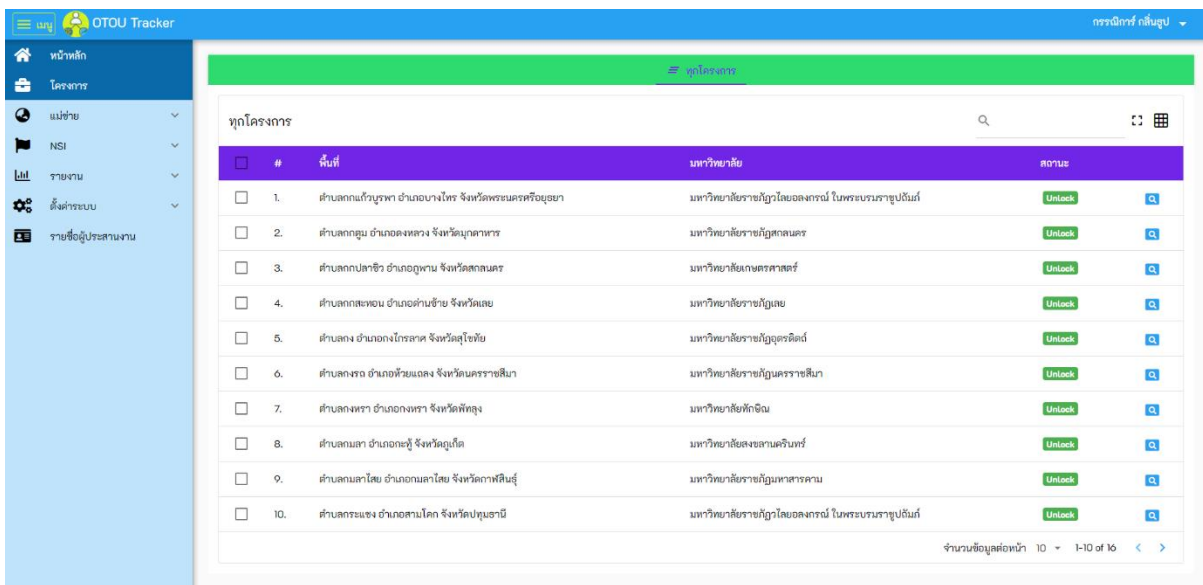 เมนู OTOU Tracker กรรณิการ์ กลิ่นธูป
หน้าหลัก
โครงการ
แม่ข่าย
NSI
รายงาน
ตั้งค่าระบบ
รายชื่อผู้ประสานงาน
ทุกโครงการ
ทุกโครงการ
# พื้นที่ มหาวิทยาลัย สถานะ
1. ตำบลกกแก้วบูรพา อำเภอบางไทร จังหวัดพระนครศรีอยุธยา มหาวิทยาลัยราชภัฏวไลยอลงกรณ์ ในพระบรมราชูปถัมภ์ Unlock
2. ตำบลกกตูม อำเภอดงหลวง จังหวัดมุกดาหาร มหาวิทยาลัยราชภัฏสกลนคร Unlock
3. ตำบลกกปลาซิว อำเภอภูพาน จังหวัดสกลนคร มหาวิทยาลัยเกษตรศาสตร์ Unlock
4. ตำบลกกสะทอน อำเภอด่านซ้าย จังหวัดเลย มหาวิทยาลัยราชภัฏเลย Unlock
5. ตำบลกง อำเภอกงไกรลาศ จังหวัดสุโขทัย มหาวิทยาลัยราชภัฏอุตรดิตถ์ Unlock
6. ตำบลกงรถ อำเภอห้วยแถลง จังหวัดนครราชสีมา มหาวิทยาลัยราชภัฏนครราชสีมา Unlock
7. ตำบลกงหรา อำเภอกงหรา จังหวัดพัทลุง มหาวิทยาลัยทักษิณ Unlock
8. ตำบลกมลา อำเภอกะทู้ จังหวัดภูเก็ต มหาวิทยาลัยสงขลานครินทร์ Unlock
9. ตำบลกมลาไสย อำเภอกมลาไสย จังหวัดกาฬสินธุ์ มหาวิทยาลัยราชภัฏมหาสารคาม Unlock
10. ตำบลกระแชง อำเภอสามโคก จังหวัดปทุมธานี มหาวิทยาลัยราชภัฏวไลยอลงกรณ์ ในพระบรมราชูปถัมภ์ Unlock
จำนวนข้อมูลต่อหน้า 10 1-10 of 16